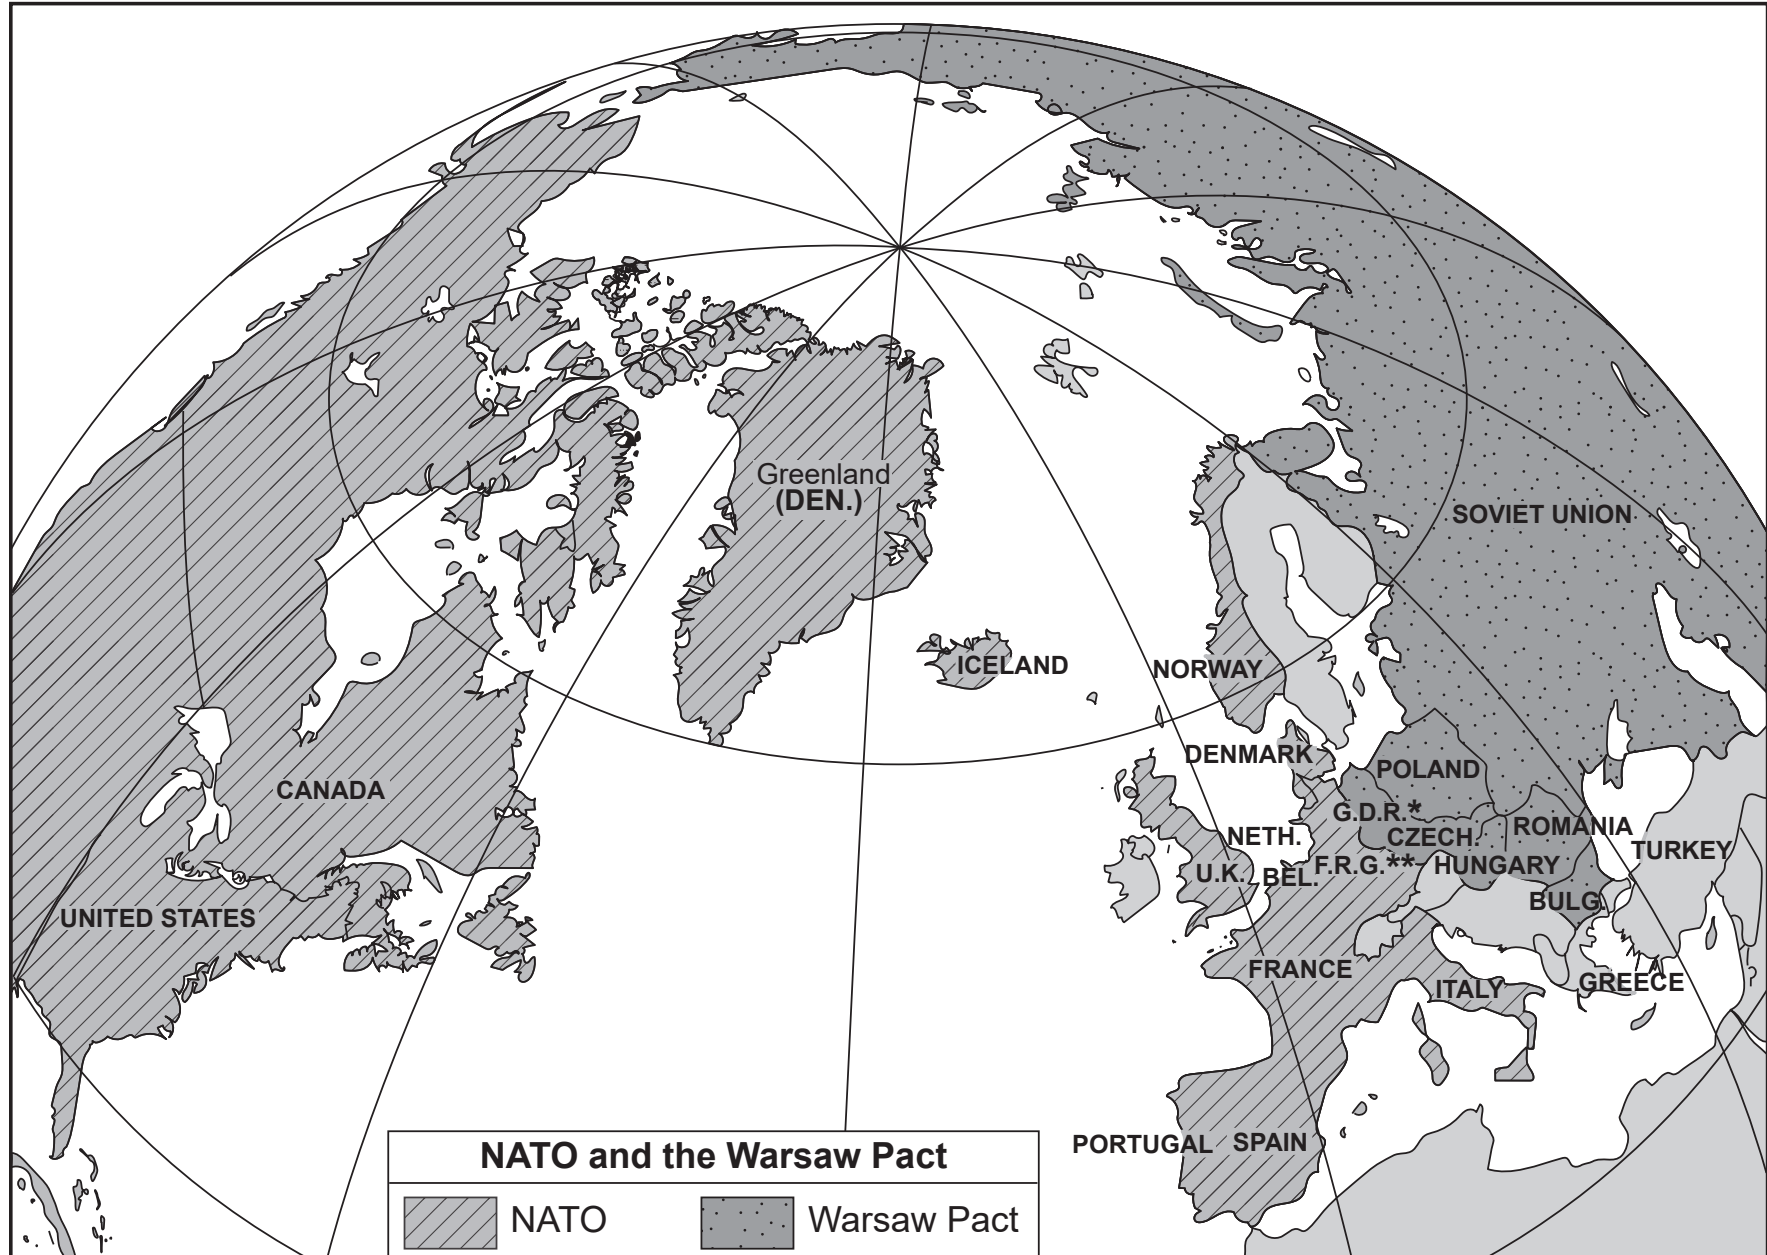 Greenland
(DEN.)
SOVIET UNION
ICELAND
NORWAY
DENMARK
POLAND
CANADA
G.D.R.*
ROMANIA
NETH.
CZECH.
TURKEY
F.R.G.**
HUNGARY
U.K.
BEL.
BULG.
UNITED STATES
FRANCE
GREECE
ITALY
PORTUGAL
SPAIN
NATO and the Warsaw Pact
NATO
Warsaw Pact